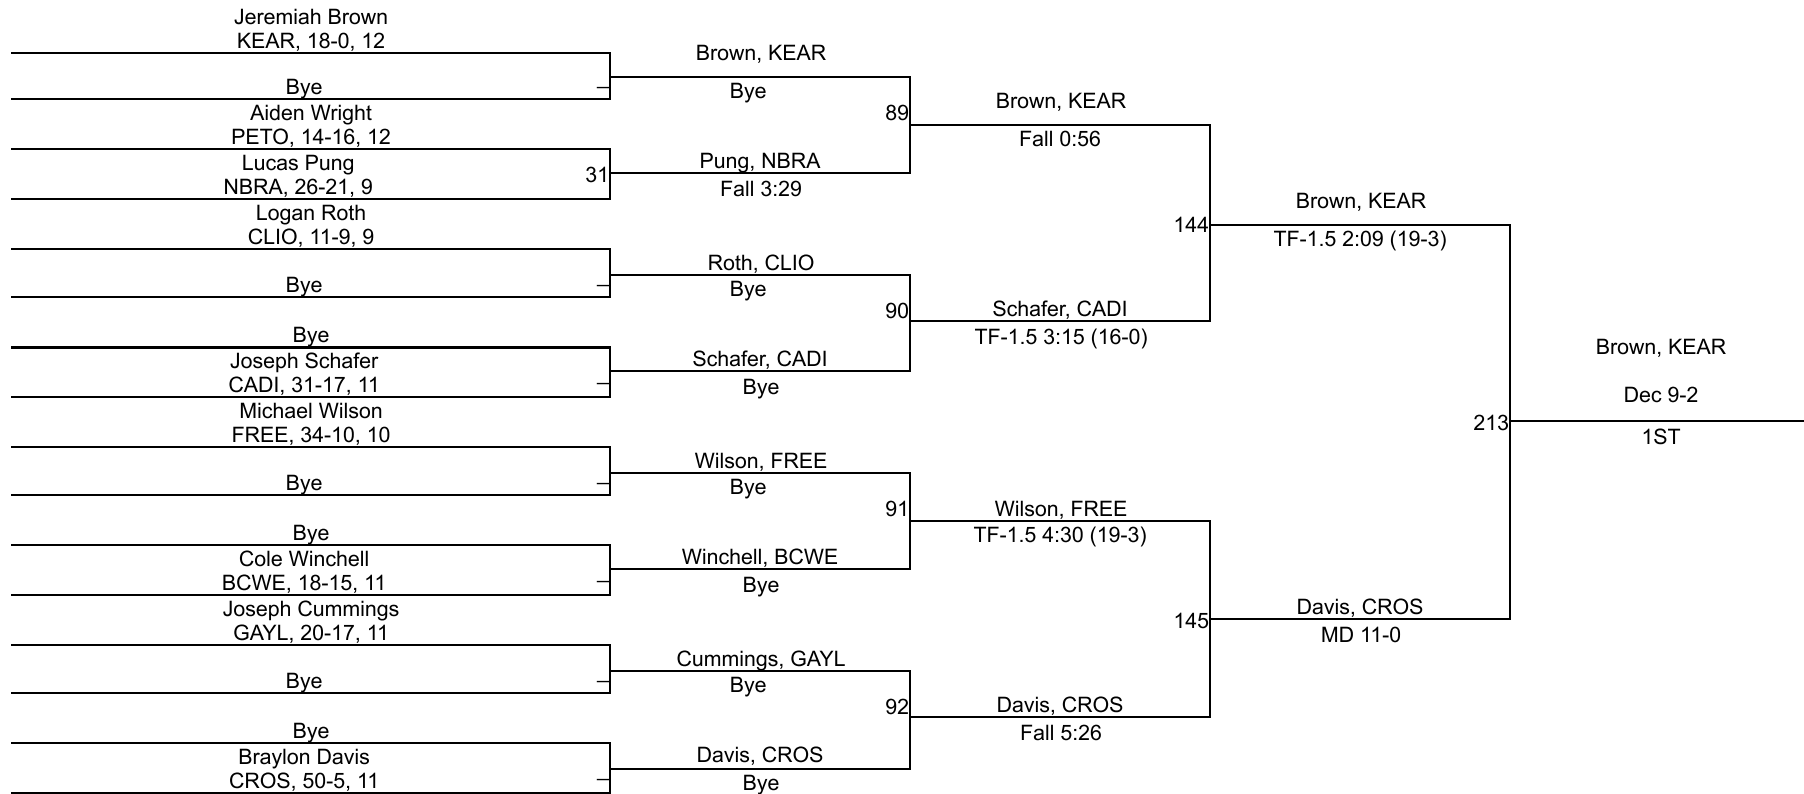 Jeremiah Brown
KEAR, 18-0, 12
Bye
Aiden Wright
PETO, 14-16, 12
Lucas Pung
NBRA, 26-21, 9
31
Logan Roth
CLIO, 11-9, 9
Bye
Bye
Joseph Schafer
CADI, 31-17, 11
Michael Wilson
FREE, 34-10, 10
Bye
Bye
Cole Winchell
BCWE, 18-15, 11
Joseph Cummings
GAYL, 20-17, 11
Bye
Bye
Braylon Davis
CROS, 50-5, 11
Brown, KEAR
Bye
89
Pung, NBRA
Fall 3:29
Roth, CLIO
Bye
90
Schafer, CADI
Bye
Wilson, FREE
Bye
91
Winchell, BCWE
Bye
Cummings, GAYL
Bye
92
Davis, CROS
Bye
Brown, KEAR
Fall 0:56
144
Schafer, CADI
TF-1.5 3:15 (16-0)
Wilson, FREE
TF-1.5 4:30 (19-3)
145
Davis, CROS
Fall 5:26
Brown, KEAR
TF-1.5 2:09 (19-3)
213
Davis, CROS
MD 11-0
Brown, KEAR
Dec 9-2
1ST